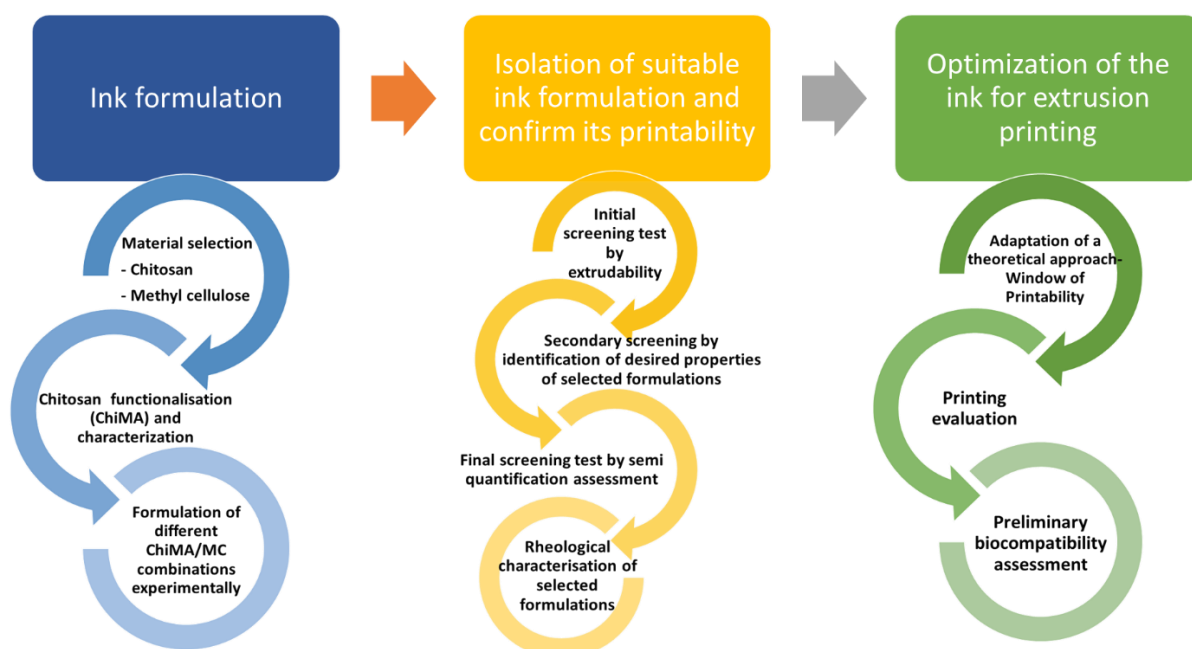 Ink formulation
Material selection
- Chitosan
- Methyl cellulose
Chitosan functionalisation
(ChiMA) and
characterization
Formulation of
different
ChiMA/MC
combinations
experimentally
Isolation of suitable
ink formulation and
confirm its printability
Initial
screening test
by
extrudability
Secondary screening by
identification of desired properties
of selected formulations
Final screening test by semi
quantification assessment
Rheological
characterisation of
selected
formulations
Optimization of the
ink for extrusion
printing
Adaptation of a
theoretical approach-
Window of
Printability
Printing
evaluation
Preliminary
biocompatibility
assessment